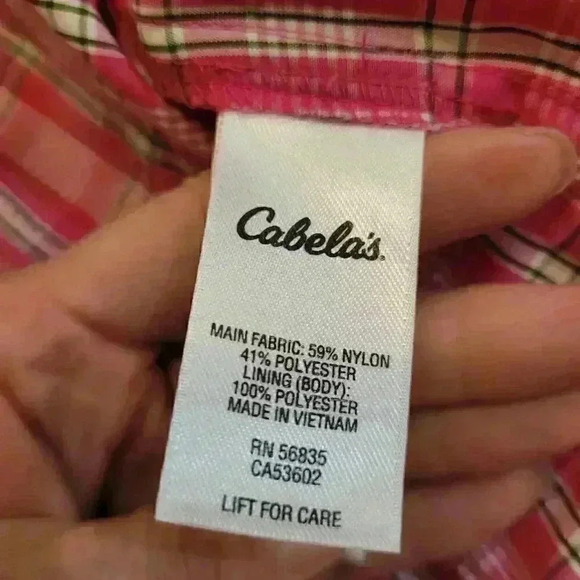 Cabela's.
MAIN FABRIC: 59% NYLON
41% POLYESTER
LINING (BODY):
100% POLYESTER
MADE IN VIETNAM
RN 56835
CA53602
LIFT FOR CARE